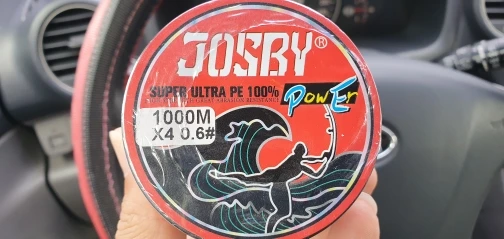 JOSBY®
SUPER ULTRA PE 100%
PowEr
1000M
X4 0.6#